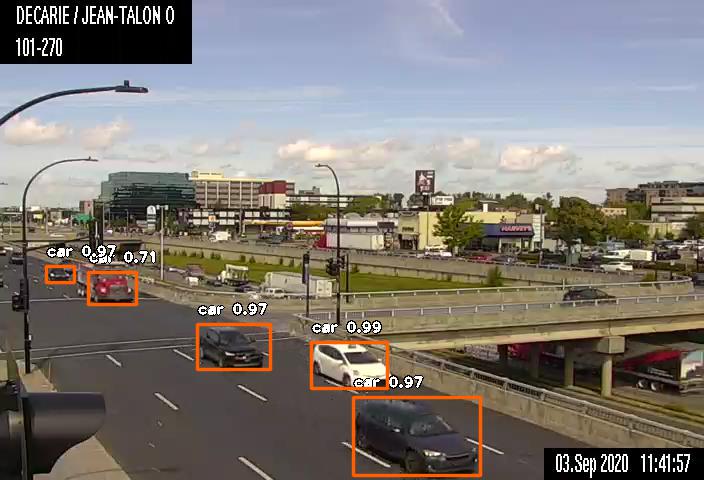 DECARIE / JEAN-TALON O
101-270
car 0.97
car 0.71
car 0.97
car 0.99
car 0.97
HARVEY'S
03.Sep 2020 11:41:57